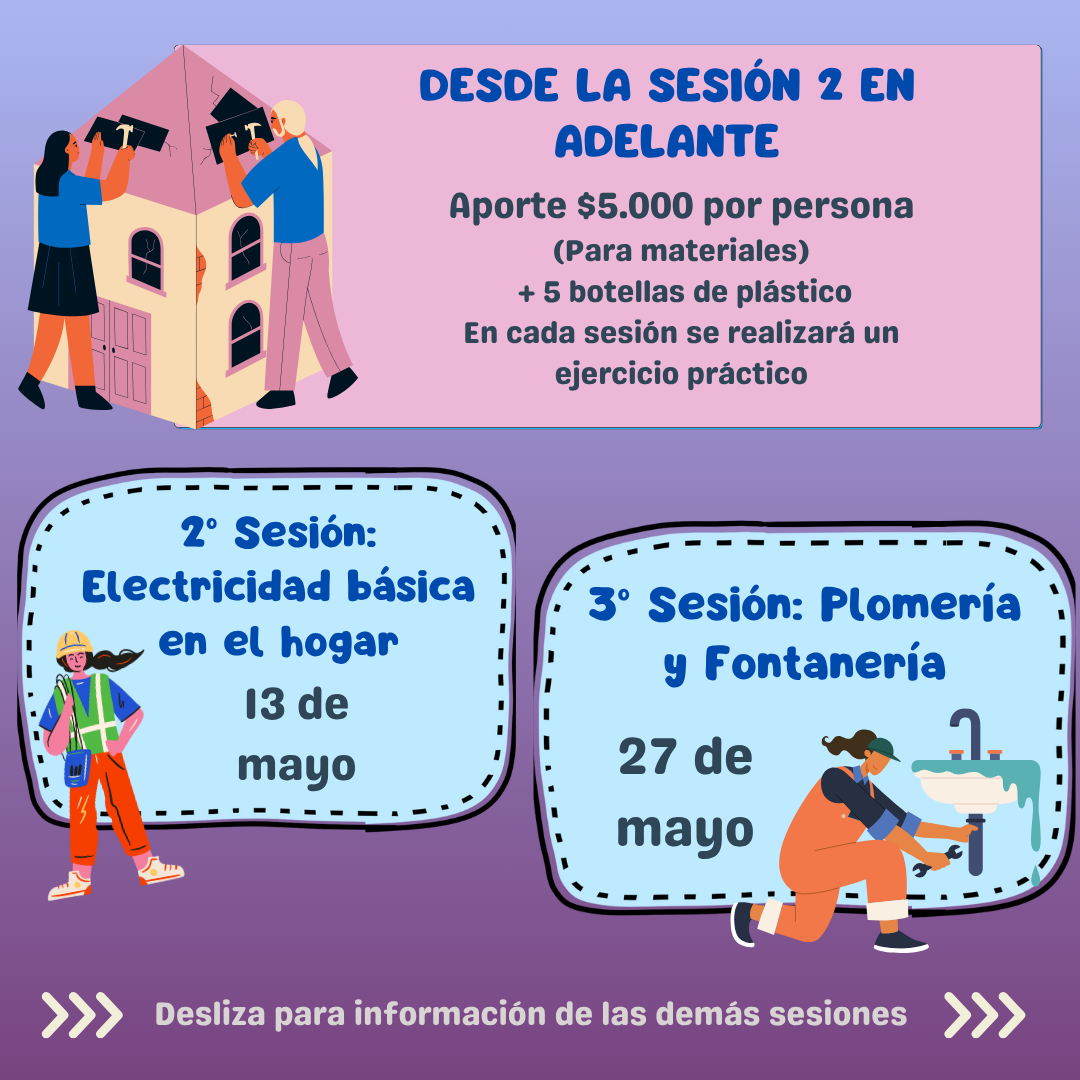 DESDE LA SESIÓN 2 EN
ADELANTE
Aporte $5.000 por persona
(Para materiales)
+ 5 botellas de plástico
En cada sesión se realizará un
ejercicio práctico
2° Sesión:
Electricidad básica
en el hogar
13 de
mayo
3° Sesión: Plomería
y Fontanería
27 de
mayo
Desliza para información de las demás sesiones